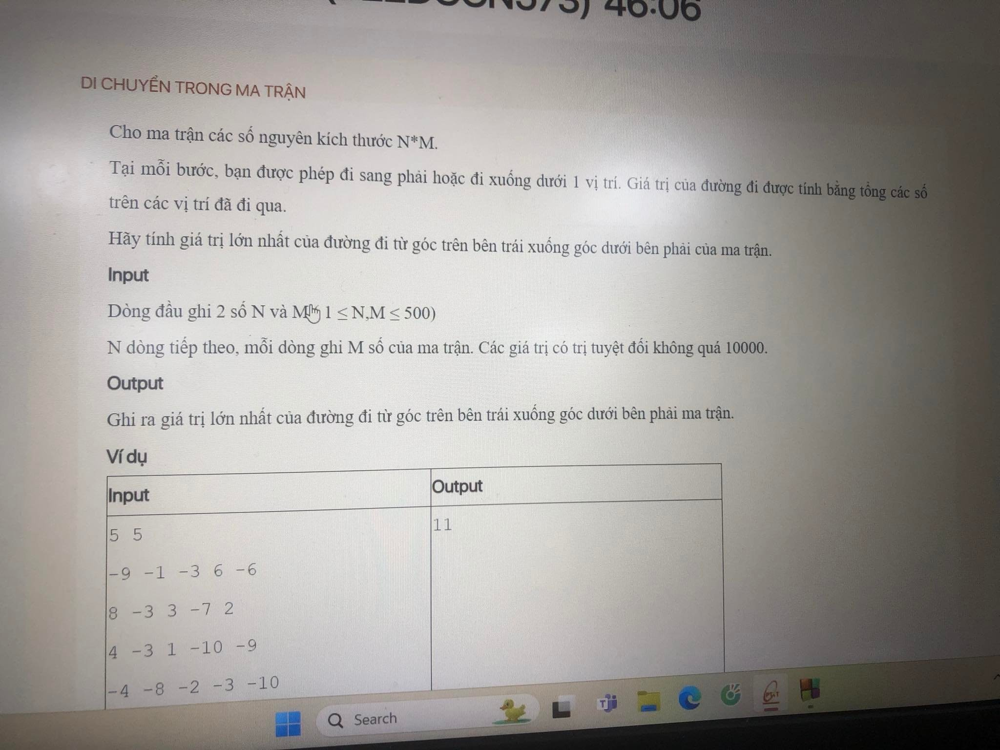 46:06
DI CHUYỂN TRONG MA TRẬN
Cho ma trận các số nguyên kích thước N*M.
Tại mỗi bước, bạn được phép đi sang phải hoặc đi xuống dưới 1 vị trí. Giá trị của đường đi được tính bằng tổng các số
trên các vị trí đã đi qua.
Hãy tính giá trị lớn nhất của đường đi từ góc trên bên trái xuống góc dưới bên phải của ma trận.
Input
Dòng đầu ghi 2 số N và M 1 ≤ N,M ≤ 500)
N dòng tiếp theo, mỗi dòng ghi M số của ma trận. Các giá trị có trị tuyệt đối không quá 10000.
Output
Ghi ra giá trị lớn nhất của đường đi từ góc trên bên trái xuống góc dưới bên phải ma trận.
Ví dụ
Input Output
5 5 11
-9 -1 -3 6 -6
8 -3 3 -7 2
4 -3 1 -10 -9
-4 -8 -2 -3 -10
Search